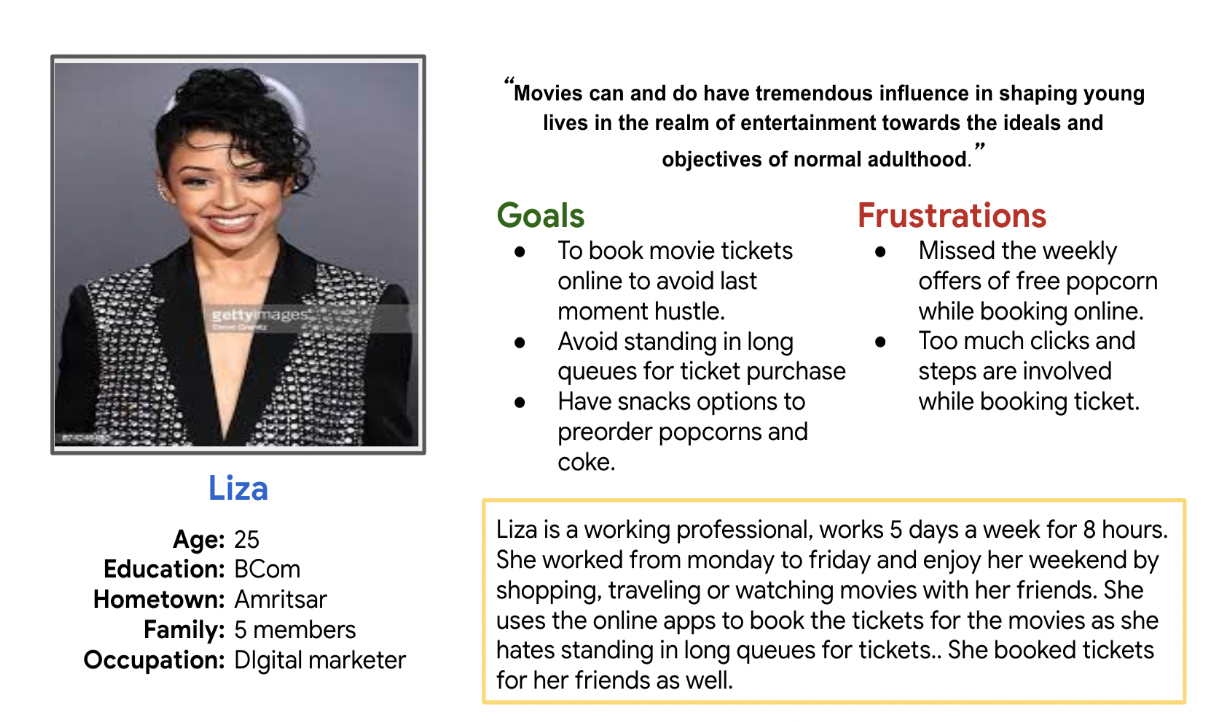 “Movies can and do have tremendous influence in shaping young
lives in the realm of entertainment towards the ideals and
objectives of normal adulthood.”
Goals
● To book movie tickets
online to avoid last
moment hustle.
● Avoid standing in long
queues for ticket purchase
● Have snacks options to
preorder popcorns and
coke.
Frustrations
● Missed the weekly
offers of free popcorn
while booking online.
● Too much clicks and
steps are involved
while booking ticket.
gettyimages
Liza
Age: 25
Education: BCom
Hometown: Amritsar
Family: 5 members
Occupation: DIgital marketer
Liza is a working professional, works 5 days a week for 8 hours.
She worked from monday to friday and enjoy her weekend by
shopping, traveling or watching movies with her friends. She
uses the online apps to book the tickets for the movies as she
hates standing in long queues for tickets.. She booked tickets
for her friends as well.